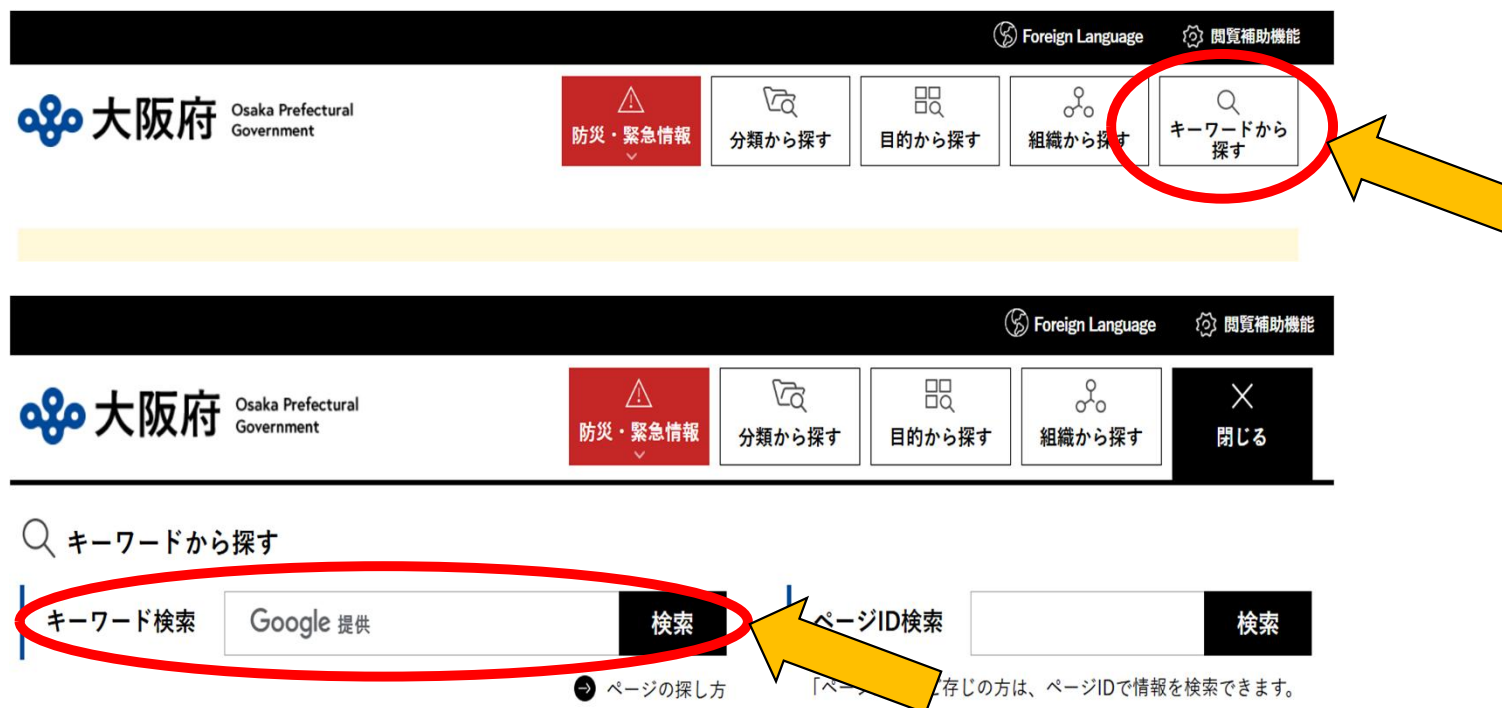 Foreign Language 閲覧補助機能
大阪府 Osaka Prefectural
Government
防災・緊急情報 分類から探す 目的から探す 組織から探す キーワードから
探す
Foreign Language 閲覧補助機能
大阪府 Osaka Prefectural
Government
防災・緊急情報 分類から探す 目的から探す 組織から探す 閉じる
キーワードから探す
キーワード検索 Google 提供 検索 ページID検索 検索
ページの探し方 「ペー 存じの方は、ページIDで情報を検索できます。